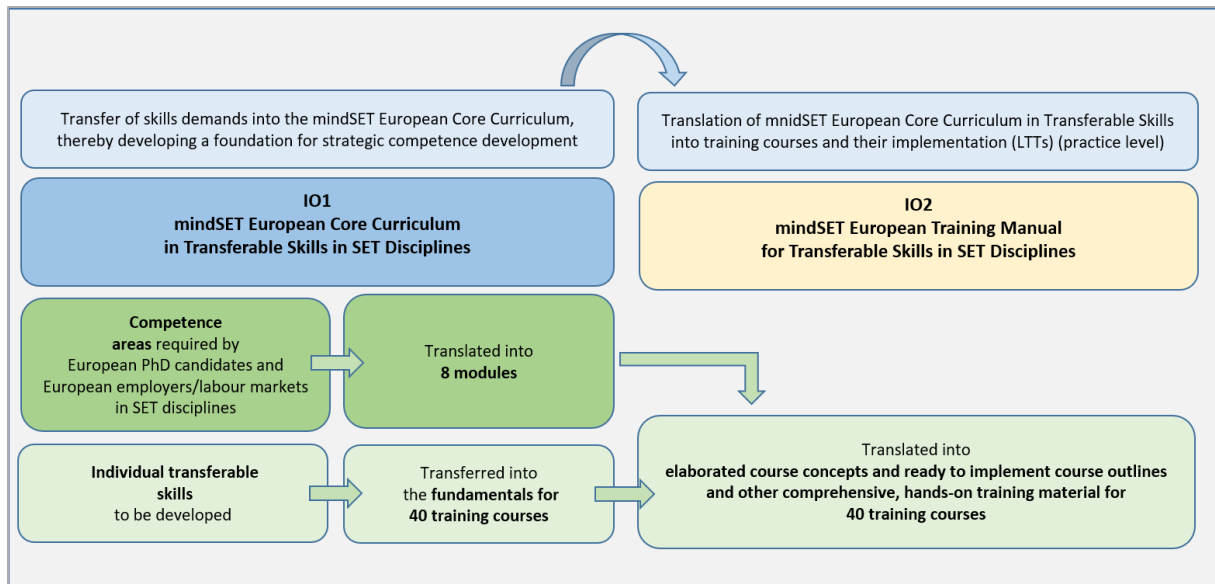 Transfer of skills demands into the mindSET European Core Curriculum,
thereby developing a foundation for strategic competence development
Translation of mnidSET European Core Curriculum in Transferable Skills
into training courses and their implementation (LTTs) (practice level)
IO1
mindSET European Core Curriculum
in Transferable Skills in SET Disciplines
IO2
mindSET European Training Manual
for Transferable Skills in SET Disciplines
Competence
areas required by
European PhD candidates and
European employers/labour markets
in SET disciplines
Translated into
8 modules
Individual transferable
skills
to be developed
Transferred into
the fundamentals for
40 training courses
Translated into
elaborated course concepts and ready to implement course outlines
and other comprehensive, hands-on training material for
40 training courses